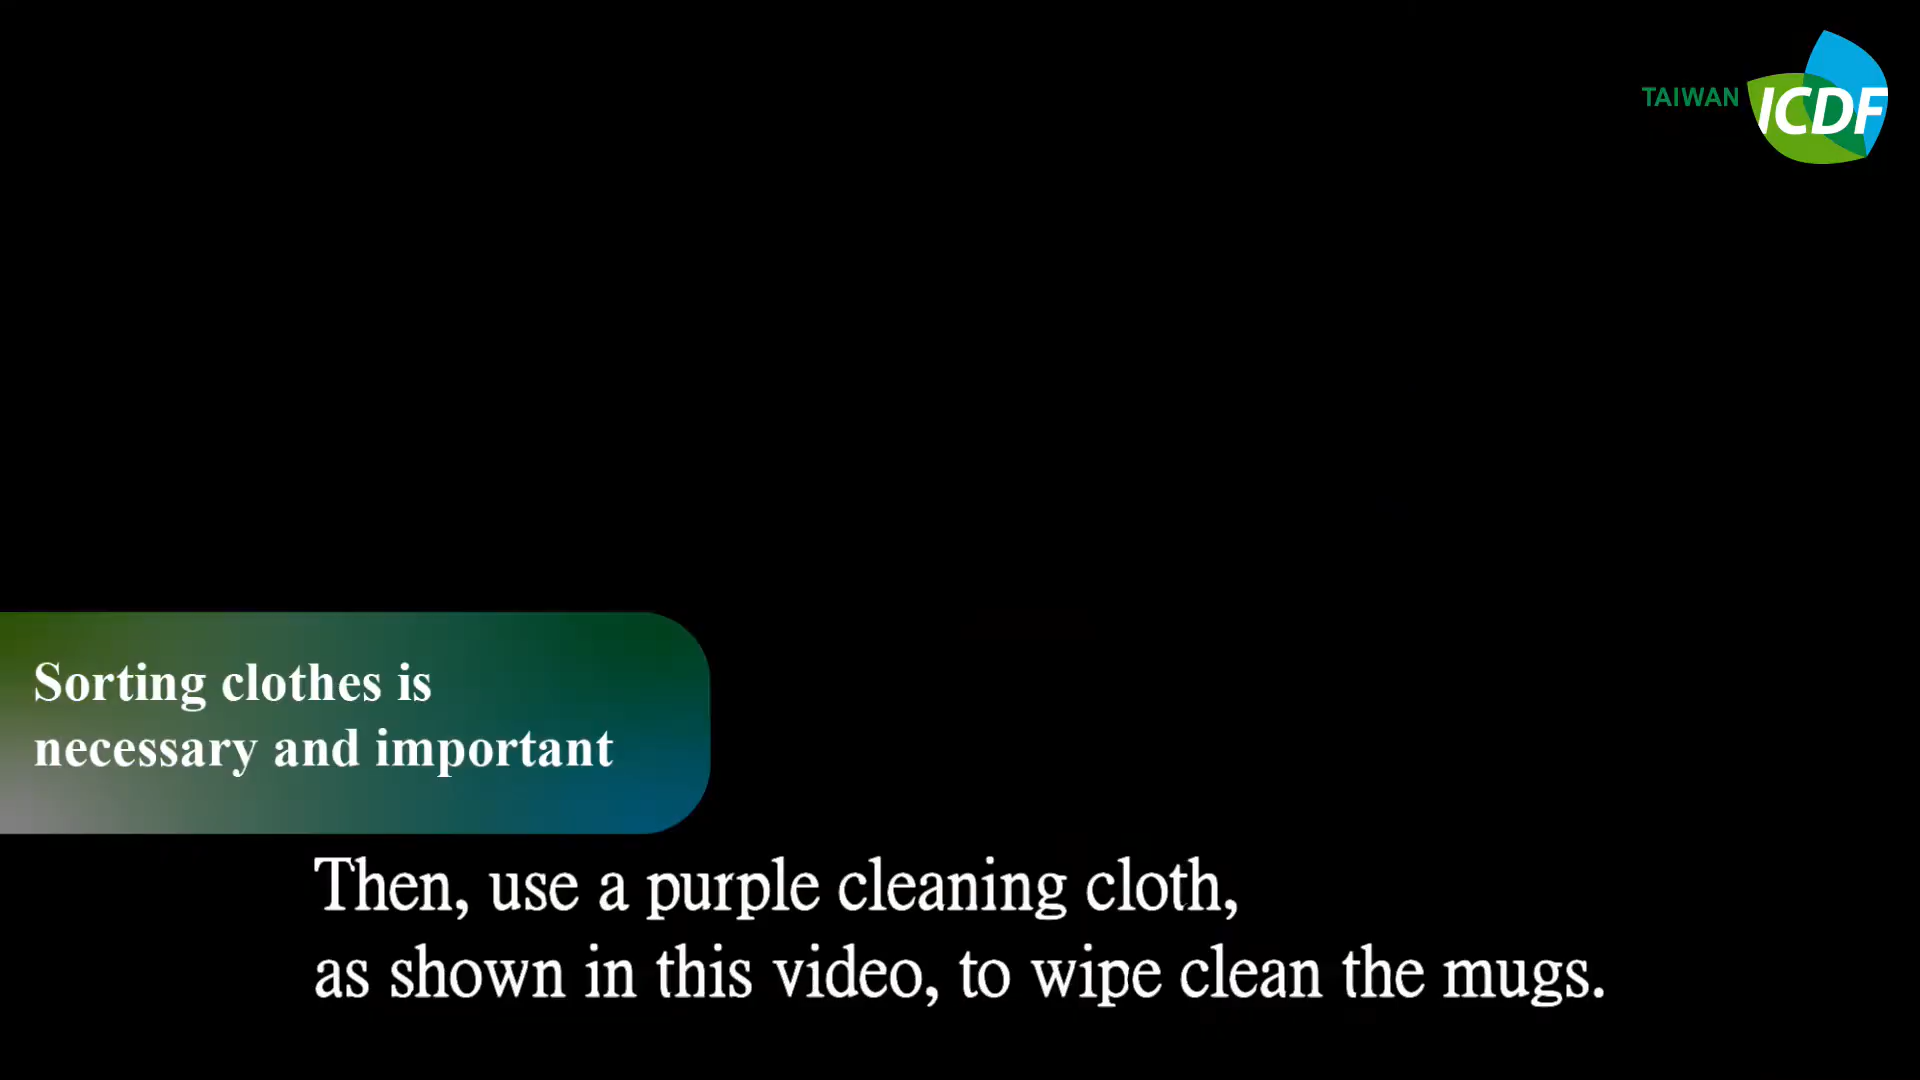 TAIWAN ICDF
Sorting clothes is
necessary and important
Then, use a purple cleaning cloth,
as shown in this video, to wipe clean the mugs.